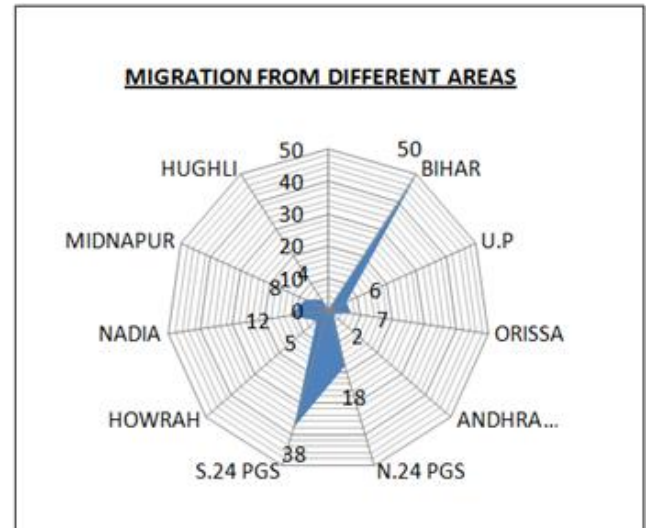 MIGRATION FROM DIFFERENT AREAS
50
50
HUGHLI
BIHAR
40
30
MIDNAPUR
U.P
20
10
4
8
6
0
12
7
NADIA
ORISSA
5
2
HOWRAH
18
ANDHRA...
38
S.24 PGS
N.24 PGS